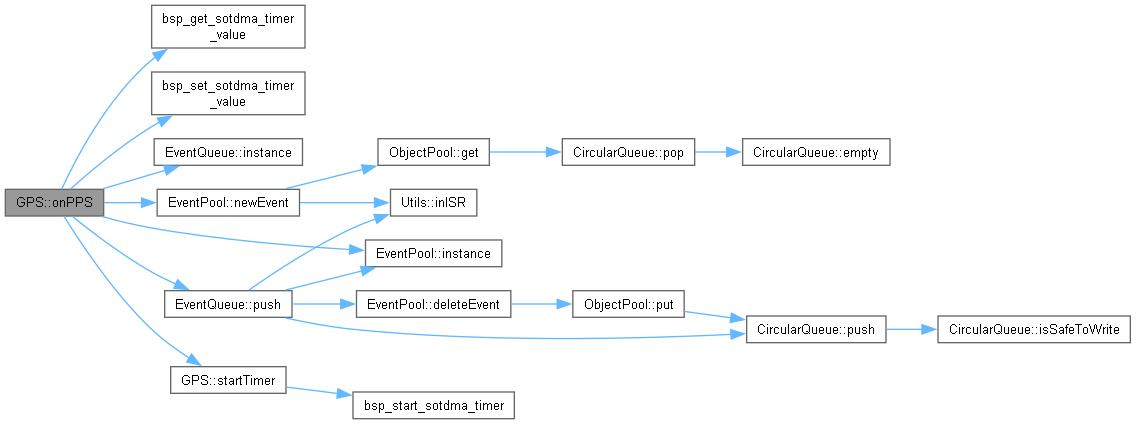 bsp_get_sotdma_timer
_value
bsp_set_sotdma_timer
_value
EventQueue::instance
ObjectPool::get
CircularQueue::pop
CircularQueue::empty
GPS::onPPS
EventPool::newEvent
Utils::inISR
EventPool::instance
EventQueue::push
EventPool::deleteEvent
ObjectPool::put
CircularQueue::push
CircularQueue::isSafeToWrite
GPS::startTimer
bsp_start_sotdma_timer